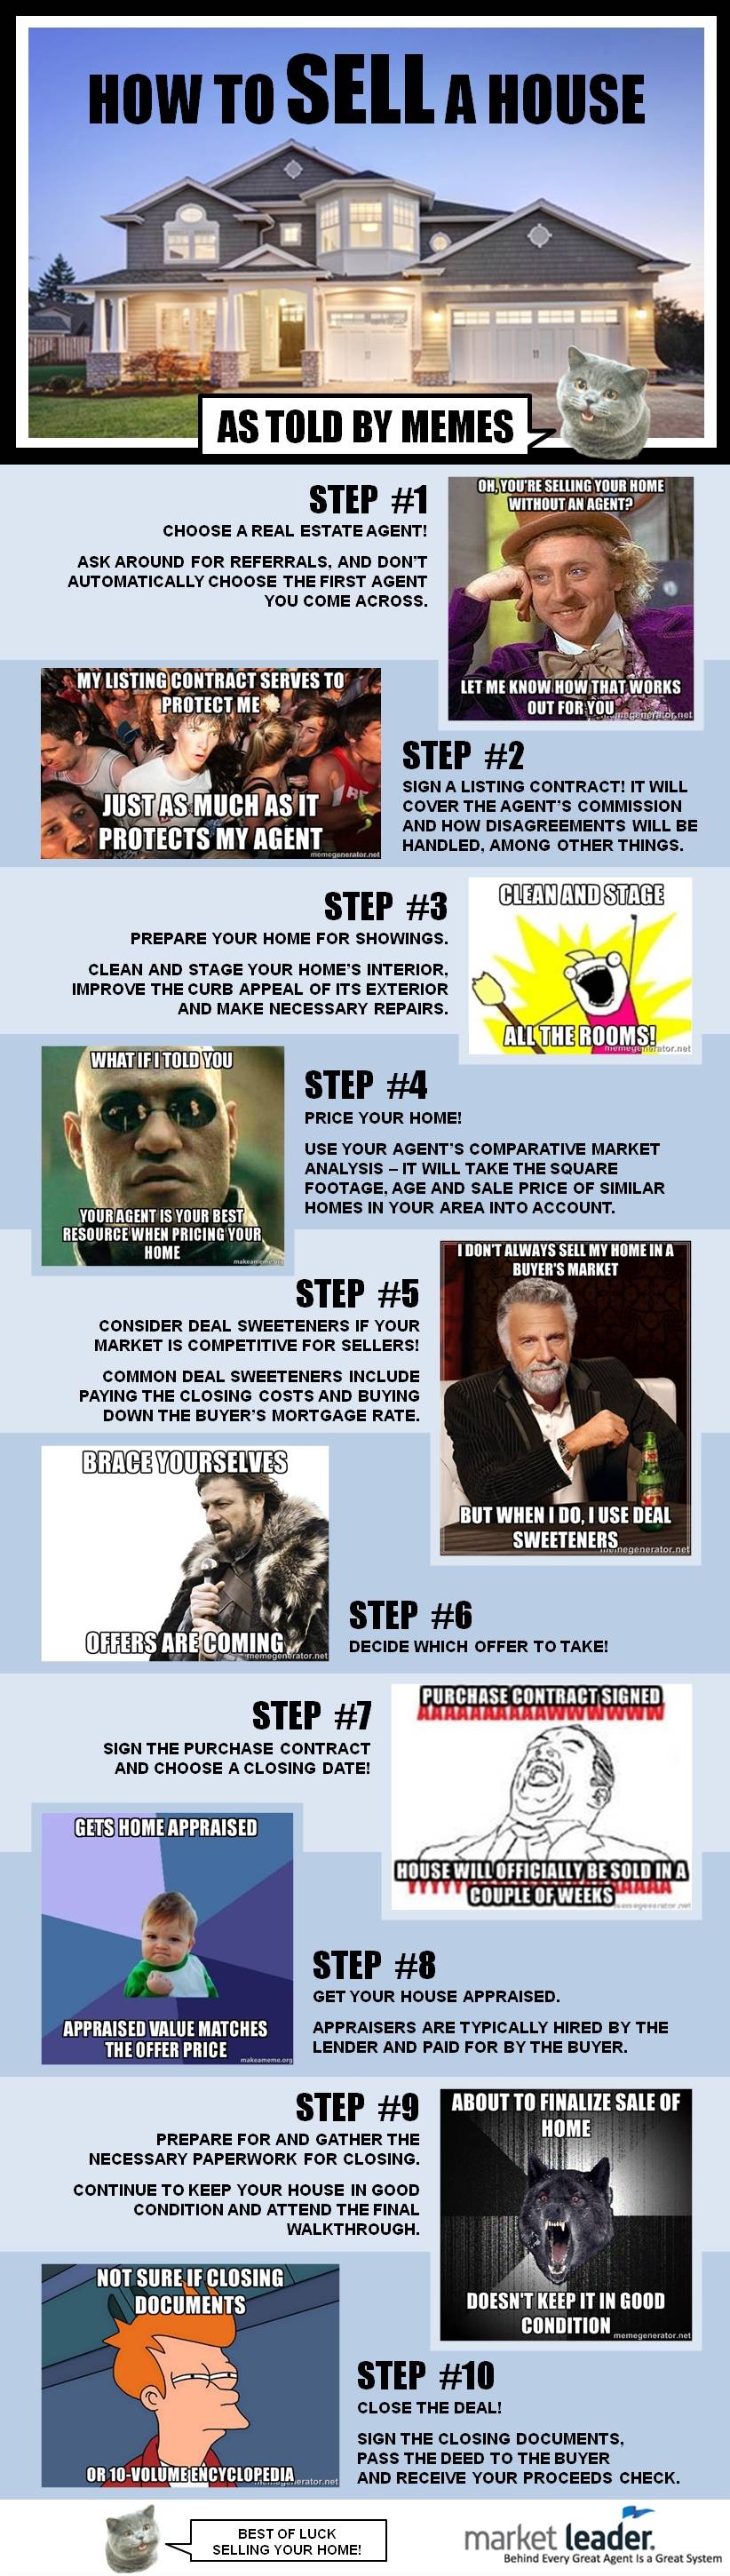 HOW TO SELL A HOUSE
AS TOLD BY MEMES
STEP #1
CHOOSE A REAL ESTATE AGENT!
ASK AROUND FOR REFERRALS, AND DON'T
AUTOMATICALLY CHOOSE THE FIRST AGENT
YOU COME ACROSS.
OH, YOU'RE SELLING YOUR HOME
WITHOUT AN AGENT?
LET ME KNOW HOW THAT WORKS
OUT FOR YOU
memegenerator.net
MY LISTING CONTRACT SERVES TO
PROTECT ME
JUST AS MUCH AS IT
PROTECTS MY AGENT
memegenerator.net
STEP #2
SIGN A LISTING CONTRACT! IT WILL
COVER THE AGENT'S COMMISSION
AND HOW DISAGREEMENTS WILL BE
HANDLED, AMONG OTHER THINGS.
STEP #3
PREPARE YOUR HOME FOR SHOWINGS.
CLEAN AND STAGE YOUR HOME'S INTERIOR,
IMPROVE THE CURB APPEAL OF ITS EXTERIOR
AND MAKE NECESSARY REPAIRS.
CLEAN AND STAGE
ALL THE ROOMS!
memegenerator.net
WHAT IF I TOLD YOU
YOUR AGENT IS YOUR BEST
RESOURCE WHEN PRICING YOUR
HOME
makeameme.org
STEP #4
PRICE YOUR HOME!
USE YOUR AGENT'S COMPARATIVE MARKET
ANALYSIS – IT WILL TAKE THE SQUARE
FOOTAGE, AGE AND SALE PRICE OF SIMILAR
HOMES IN YOUR AREA INTO ACCOUNT.
STEP #5
CONSIDER DEAL SWEETENERS IF YOUR
MARKET IS COMPETITIVE FOR SELLERS!
COMMON DEAL SWEETENERS INCLUDE
PAYING THE CLOSING COSTS AND BUYING
DOWN THE BUYER'S MORTGAGE RATE.
I DON'T ALWAYS SELL MY HOME IN A
BUYER'S MARKET
BUT WHEN I DO, I USE DEAL
SWEETENERS
memegenerator.net
BRACE YOURSELVES
OFFERS ARE COMING
memegenerator.net
STEP #6
DECIDE WHICH OFFER TO TAKE!
STEP #7
SIGN THE PURCHASE CONTRACT
AND CHOOSE A CLOSING DATE!
PURCHASE CONTRACT SIGNED
AAAAAAAAAAWWWWWWW
HOUSE WILL OFFICIALLY BE SOLD IN A
COUPLE OF WEEKS
memegenerator.net
GETS HOME APPRAISED
APPRAISED VALUE MATCHES
THE OFFER PRICE
makeameme.org
STEP #8
GET YOUR HOUSE APPRAISED.
APPRAISERS ARE TYPICALLY HIRED BY THE
LENDER AND PAID FOR BY THE BUYER.
STEP #9
PREPARE FOR AND GATHER THE
NECESSARY PAPERWORK FOR CLOSING.
CONTINUE TO KEEP YOUR HOUSE IN GOOD
CONDITION AND ATTEND THE FINAL
WALKTHROUGH.
ABOUT TO FINALIZE SALE OF
HOME
DOESN'T KEEP IT IN GOOD
CONDITION
memegenerator.net
NOT SURE IF CLOSING
DOCUMENTS
OR 10-VOLUME ENCYCLOPEDIA
memegenerator.net
STEP #10
CLOSE THE DEAL!
SIGN THE CLOSING DOCUMENTS,
PASS THE DEED TO THE BUYER
AND RECEIVE YOUR PROCEEDS CHECK.
BEST OF LUCK
SELLING YOUR HOME!
market leader.
Behind Every Great Agent Is a Great System